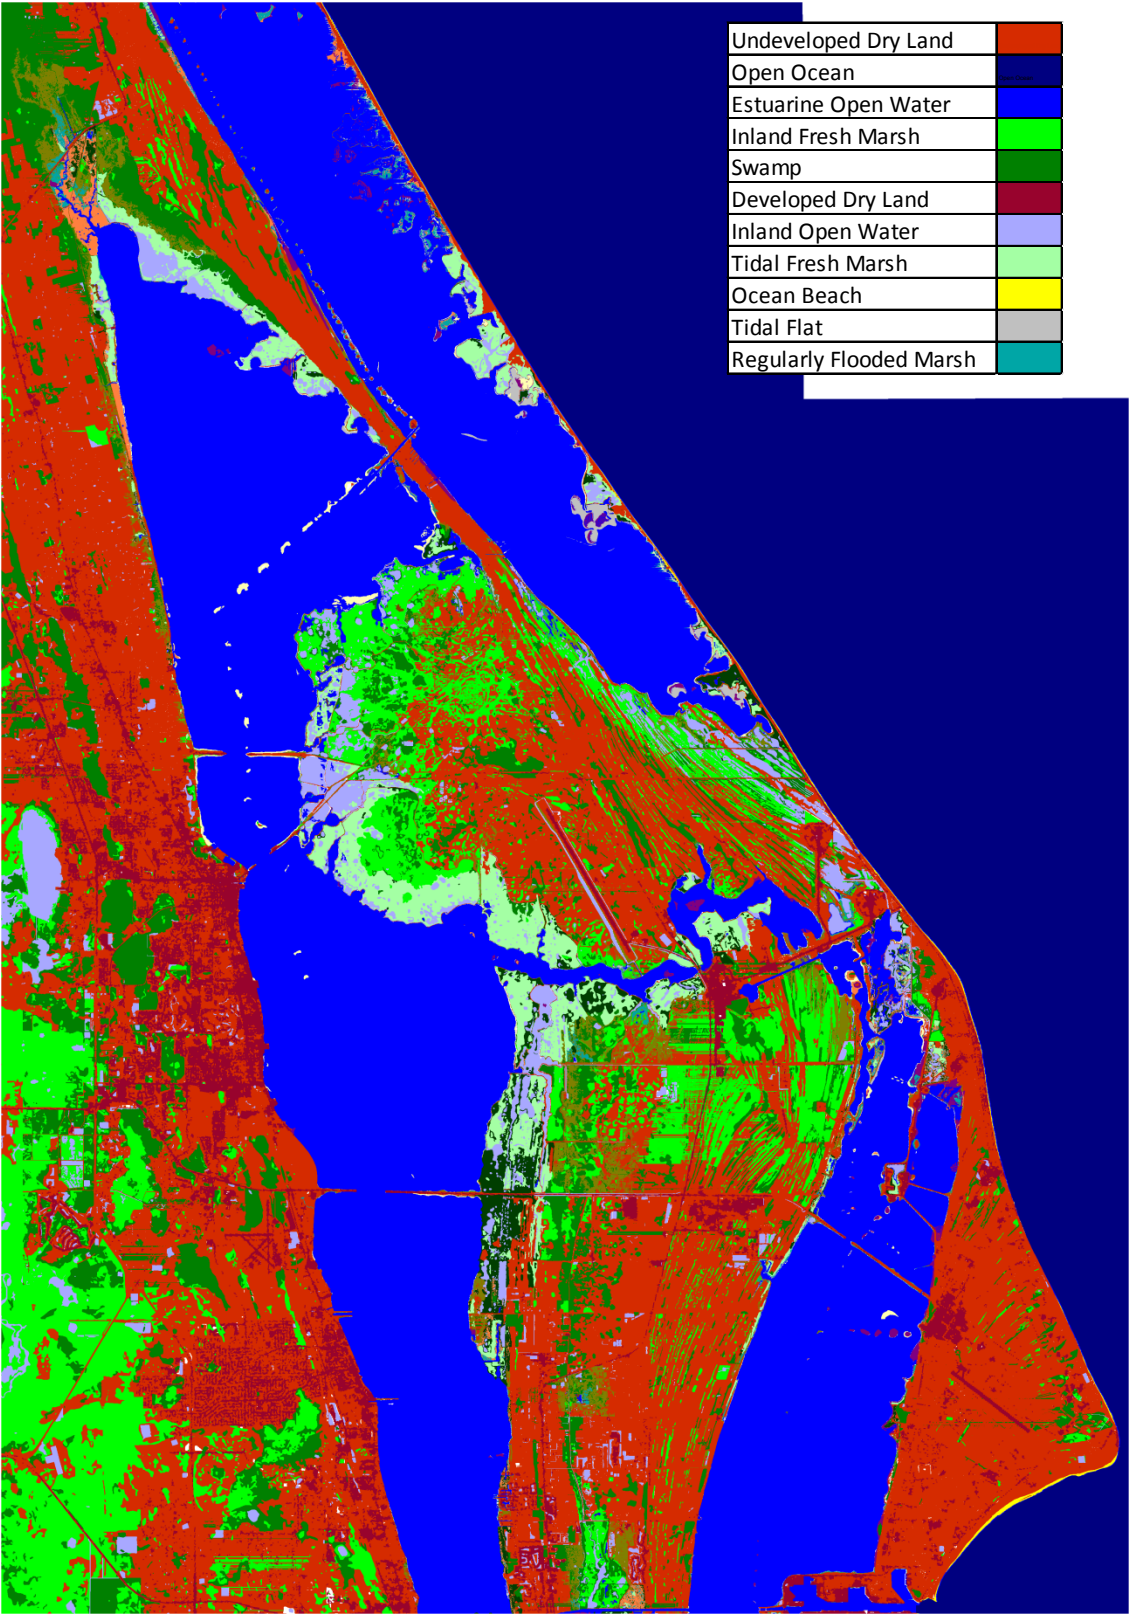 Undeveloped Dry Land
Open Ocean
Estuarine Open Water
Inland Fresh Marsh
Swamp
Developed Dry Land
Inland Open Water
Tidal Fresh Marsh
Ocean Beach
Tidal Flat
Regularly Flooded Marsh